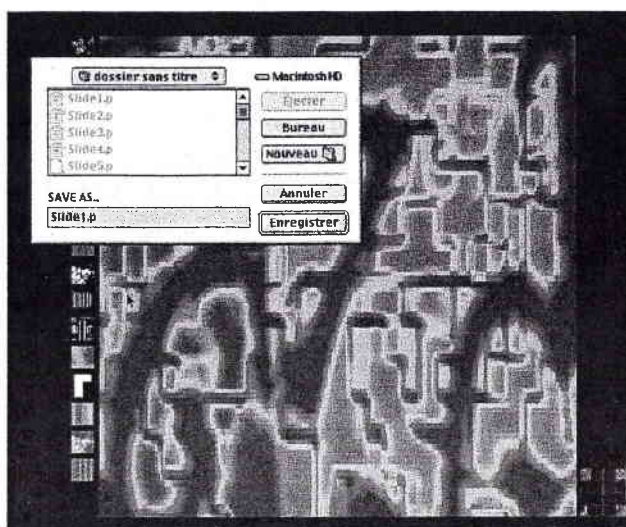 dossier sans titre
Macintosh HD
Slide1.p
Slide2.p
Slide3.p
Slide4.p
Slide5.p
Ejecter
Bureau
Nouveau
SAVE AS..
Slide1.p
Annuler
Enregistrer